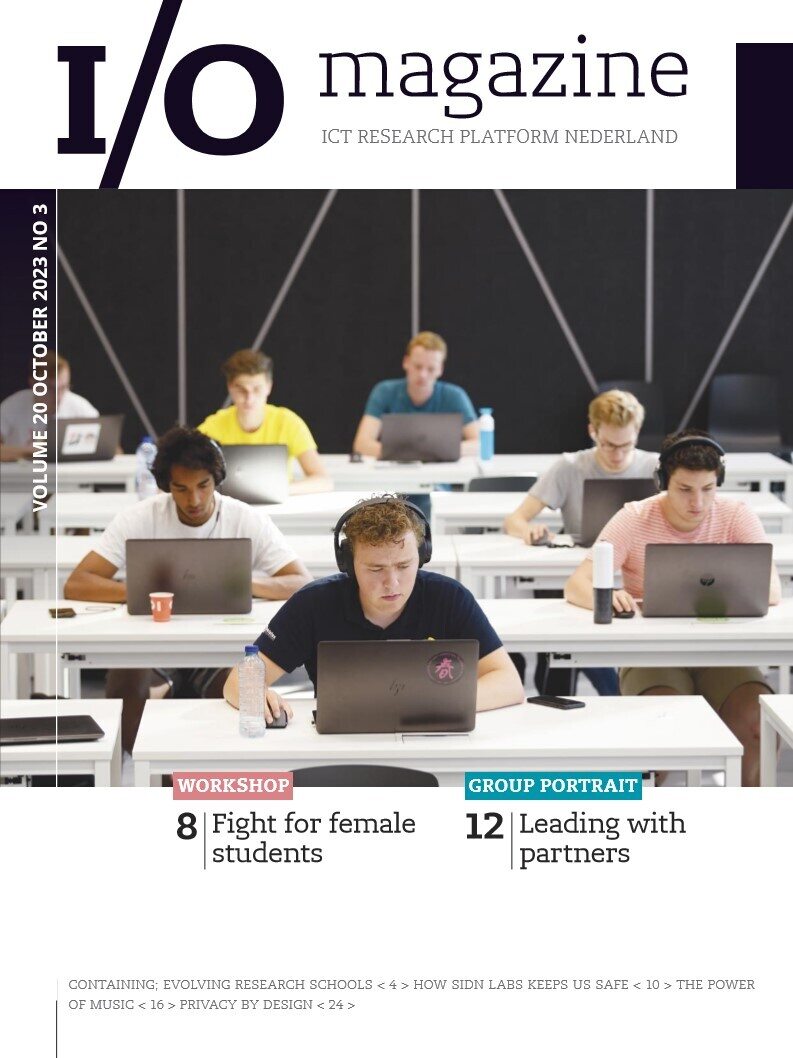 I/O magazine
ICT RESEARCH PLATFORM NEDERLAND
VOLUME 20 OCTOBER 2023 NO 3
WORKSHOP
8 Fight for female
students
GROUP PORTRAIT
12 Leading with
partners
CONTAINING; EVOLVING RESEARCH SCHOOLS < 4 > HOW SIDN LABS KEEPS US SAFE < 10 > THE POWER
OF MUSIC < 16 > PRIVACY BY DESIGN < 24 >